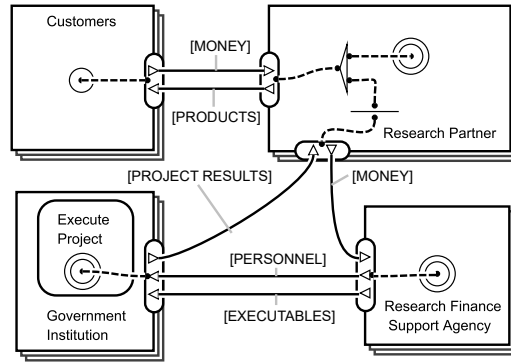 Customers
[MONEY]
[PRODUCTS]
Research Partner
[PROJECT RESULTS]
[MONEY]
Execute
Project
[PERSONNEL]
[EXECUTABLES]
Government
Institution
Research Finance
Support Agency